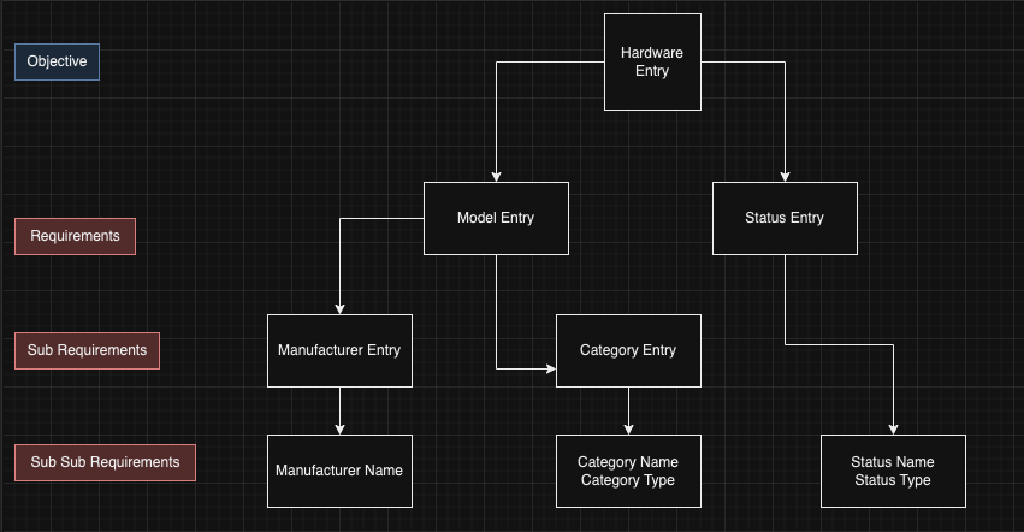 Objective
Hardware
Entry
Requirements
Model Entry
Status Entry
Sub Requirements
Manufacturer Entry
Category Entry
Sub Sub Requirements
Manufacturer Name
Category Name
Category Type
Status Name
Status Type